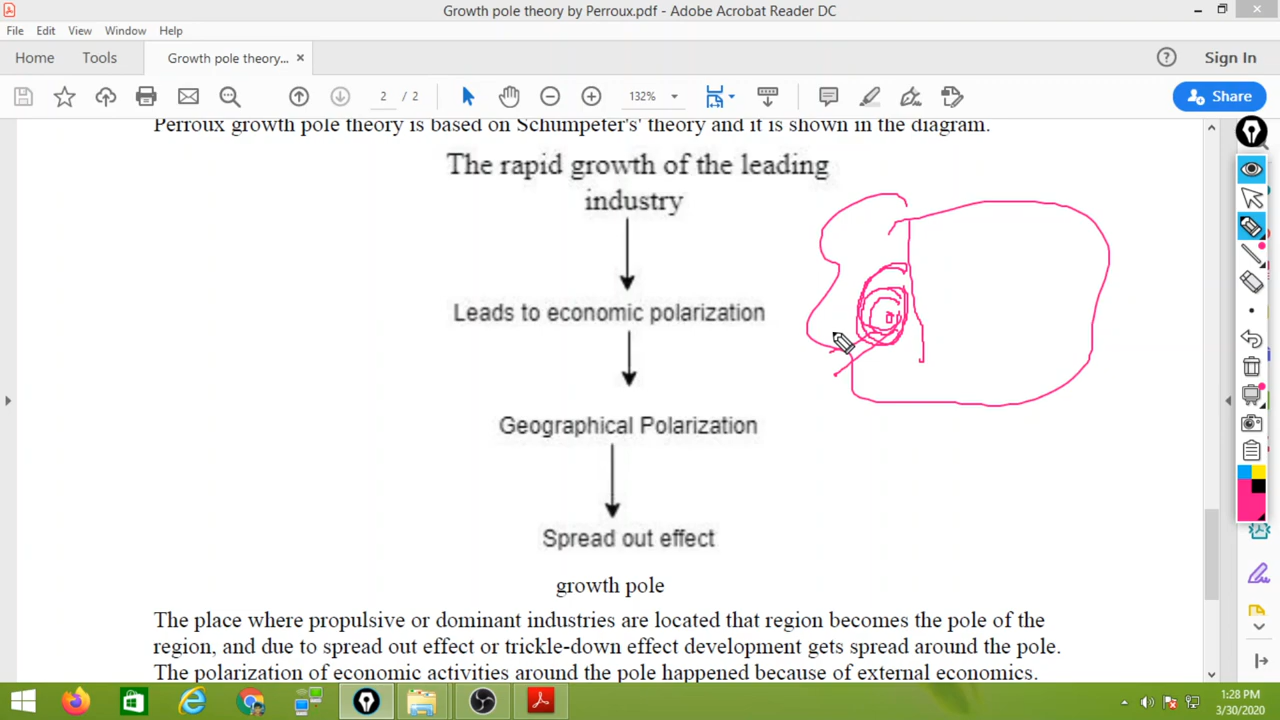 Growth pole theory by Perroux.pdf - Adobe Acrobat Reader DC
File Edit View Window Help
Home Tools Growth pole theory... × Sign In
2 / 2 132% Share
Perroux growth pole theory is based on Schumpeter's' theory and it is shown in the diagram.
The rapid growth of the leading
industry
Leads to economic polarization
Geographical Polarization
Spread out effect
growth pole
The place where propulsive or dominant industries are located that region becomes the pole of the
region, and due to spread out effect or trickle-down effect development gets spread around the pole.
The polarization of economic activities around the pole happened because of external economics.
1:28 PM
3/30/2020